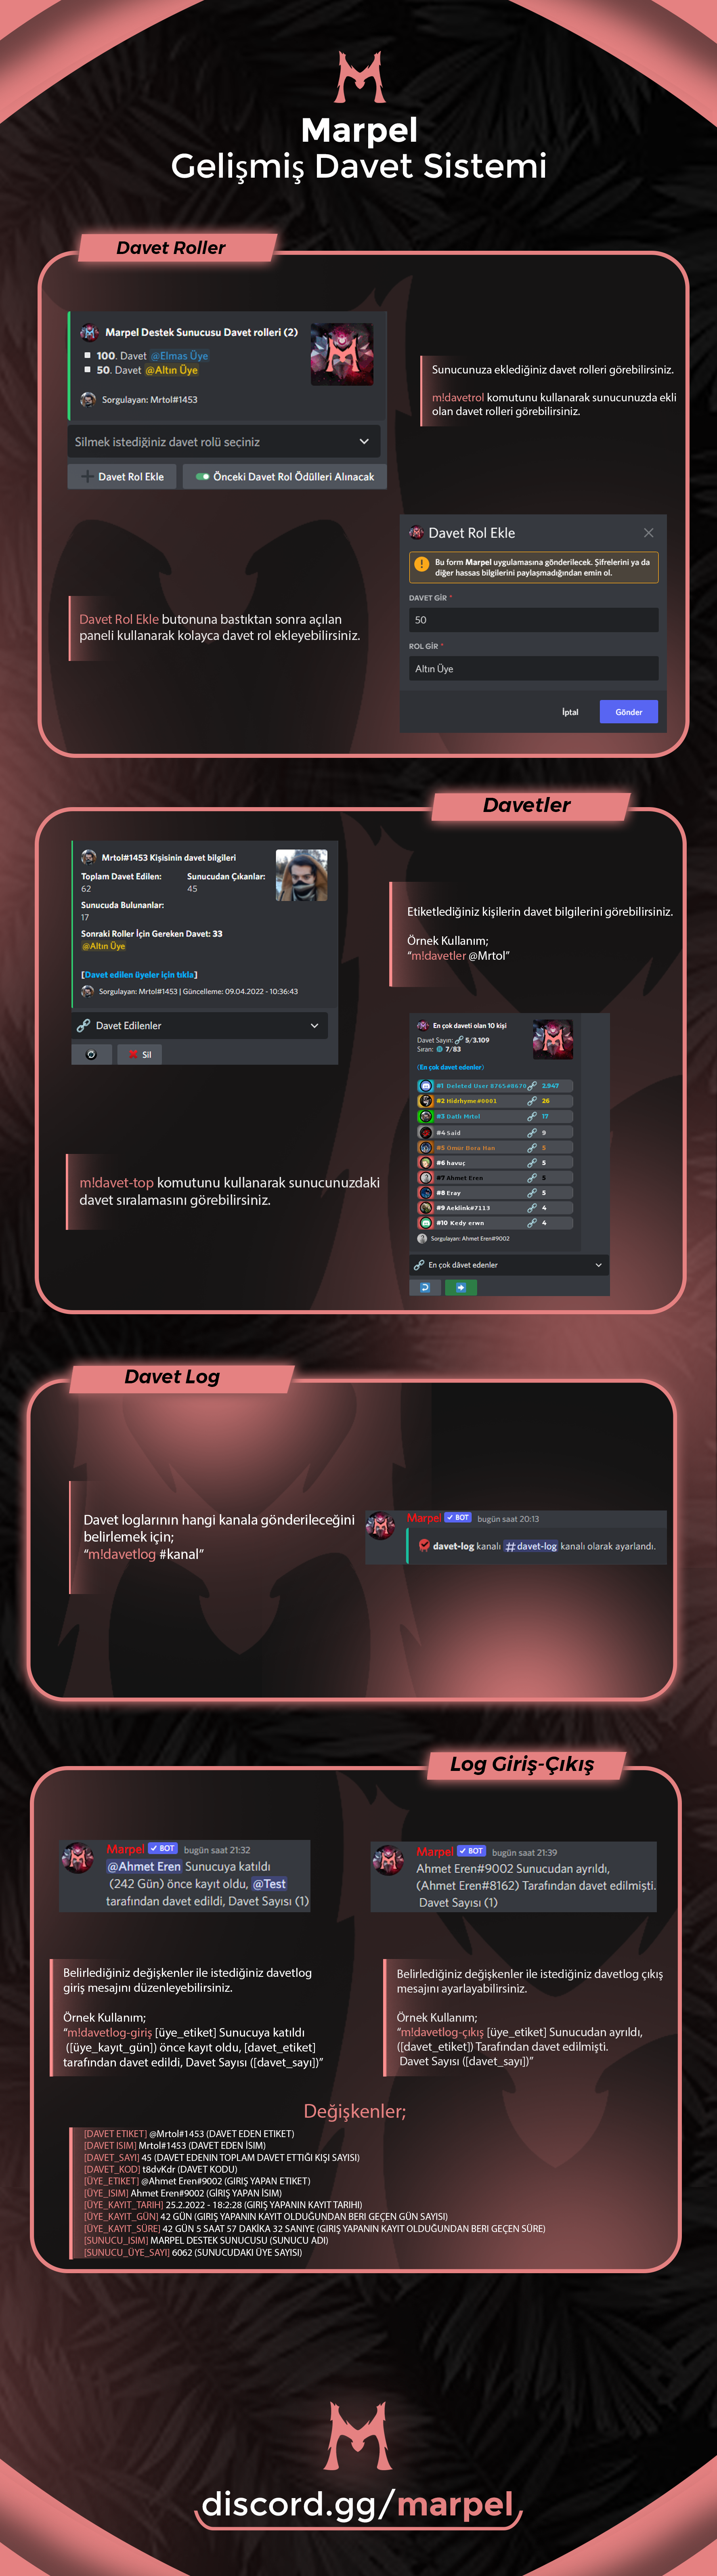 Marpel
Gelişmiş Davet Sistemi
Davet Roller
Marpel Destek Sunucusu Davet rolleri (2)
100. Davet @Elmas Üye
50. Davet @Altın Üye
Sorgulayan: Mrtol#1453
Silmek istediğiniz davet rolü seçiniz
Davet Rol Ekle
Önceki Davet Rol Ödülleri Alınacak
Sunucunuza eklediğiniz davet rolleri görebilirsiniz.
m!davetrol komutunu kullanarak sunucunuzda ekli
olan davet rolleri görebilirsiniz.
Davet Rol Ekle butonuna bastıktan sonra açılan
paneli kullanarak kolayca davet rol ekleyebilirsiniz.
Davet Rol Ekle
Bu form Marpel uygulamasına gönderilecek. Şifrelerini ya da
diğer hassas bilgilerini paylaşmadığından emin ol.
DAVET GİR *
50
ROL GİR *
Altın Üye
İptal
Gönder
Davetler
Mrtol#1453 Kişisinin davet bilgileri
Toplam Davet Edilen: Sunucudan Çıkanlar:
62 45
Sunucuda Bulunanlar:
17
Sonraki Roller İçin Gereken Davet: 33
@Altın Üye
[Davet edilen üyeler için tıkla]
Sorgulayan: Mrtol#1453 | Güncelleme: 09.04.2022 - 10:36:43
Davet Edilenler
Sil
Etiketlediğiniz kişilerin davet bilgilerini görebilirsiniz.
Örnek Kullanım;
“m!davetler @Mrtol”
m!davet-top komutunu kullanarak sunucunuzdaki
davet sıralamasını görebilirsiniz.
En çok daveti olan 10 kişi
Davet Sayın: 5/3.109
Sıran: 7/83
(En çok davet edenler)
#1 Deleted User 8765#8670 2.947
#2 Hidrhyme#0001 26
#3 Datlı Mrtol 17
#4 Said 9
#5 Ömür Bora Han 5
#6 havuç 5
#7 Ahmet Eren 5
#8 Eray 5
#9 Aeklink#7113 4
#10 Kedy erwn 4
Sorgulayan: Ahmet Eren#9002
En çok davet edenler
Davet Log
Davet loglarının hangi kanala gönderileceğini
belirlemek için;
“m!davetlog #kanal”
Marpel BOT bugün saat 20:13
davet-log kanalı # davet-log kanalı olarak ayarlandı.
Log Giriş-Çıkış
Marpel BOT bugün saat 21:32
@Ahmet Eren Sunucuya katıldı
(242 Gün) önce kayıt oldu, @Test
tarafından davet edildi, Davet Sayısı (1)
Marpel BOT bugün saat 21:39
Ahmet Eren#9002 Sunucudan ayrıldı,
(Ahmet Eren#8162) Tarafından davet edilmişti.
Davet Sayısı (1)
Belirlediğiniz değişkenler ile istediğiniz davetlog
giriş mesajını düzenleyebilirsiniz.
Örnek Kullanım;
“m!davetlog-giriş [üye_etiket] Sunucuya katıldı
([üye_kayıt_gün]) önce kayıt oldu, [davet_etiket]
tarafından davet edildi, Davet Sayısı ([davet_sayı])”
Belirlediğiniz değişkenler ile istediğiniz davetlog çıkış
mesajını ayarlayabilirsiniz.
Örnek Kullanım;
“m!davetlog-çıkış [üye_etiket] Sunucudan ayrıldı,
([davet_etiket]) Tarafından davet edilmişti.
Davet Sayısı ([davet_sayı])”
Değişkenler;
[DAVET ETIKET] @Mrtol#1453 (DAVET EDEN ETIKET)
[DAVET ISIM] Mrtol#1453 (DAVET EDEN İSIM)
[DAVET_SAYI] 45 (DAVET EDENIN TOPLAM DAVET ETTIĞI KIŞI SAYISI)
[DAVET_KOD] t8dvKdr (DAVET KODU)
[ÜYE_ETIKET] @Ahmet Eren#9002 (GIRIŞ YAPAN ETIKET)
[ÜYE_ISIM] Ahmet Eren#9002 (GİRİŞ YAPAN İSIM)
[ÜYE_KAYIT_TARIH] 25.2.2022 - 18:2:28 (GIRIŞ YAPANIN KAYIT TARIHI)
[ÜYE_KAYIT_GÜN] 42 GÜN (GIRIŞ YAPANIN KAYIT OLDUĞUNDAN BERI GEÇEN GÜN SAYISI)
[ÜYE_KAYIT_SÜRE] 42 GÜN 5 SAAT 57 DAKİKA 32 SANIYE (GIRIŞ YAPANIN KAYIT OLDUĞUNDAN BERI GEÇEN SÜRE)
[SUNUCU_ISIM] MARPEL DESTEK SUNUCUSU (SUNUCU ADI)
[SUNUCU_ÜYE_SAYI] 6062 (SUNUCUDAKI ÜYE SAYISI)
discord.gg/marpel